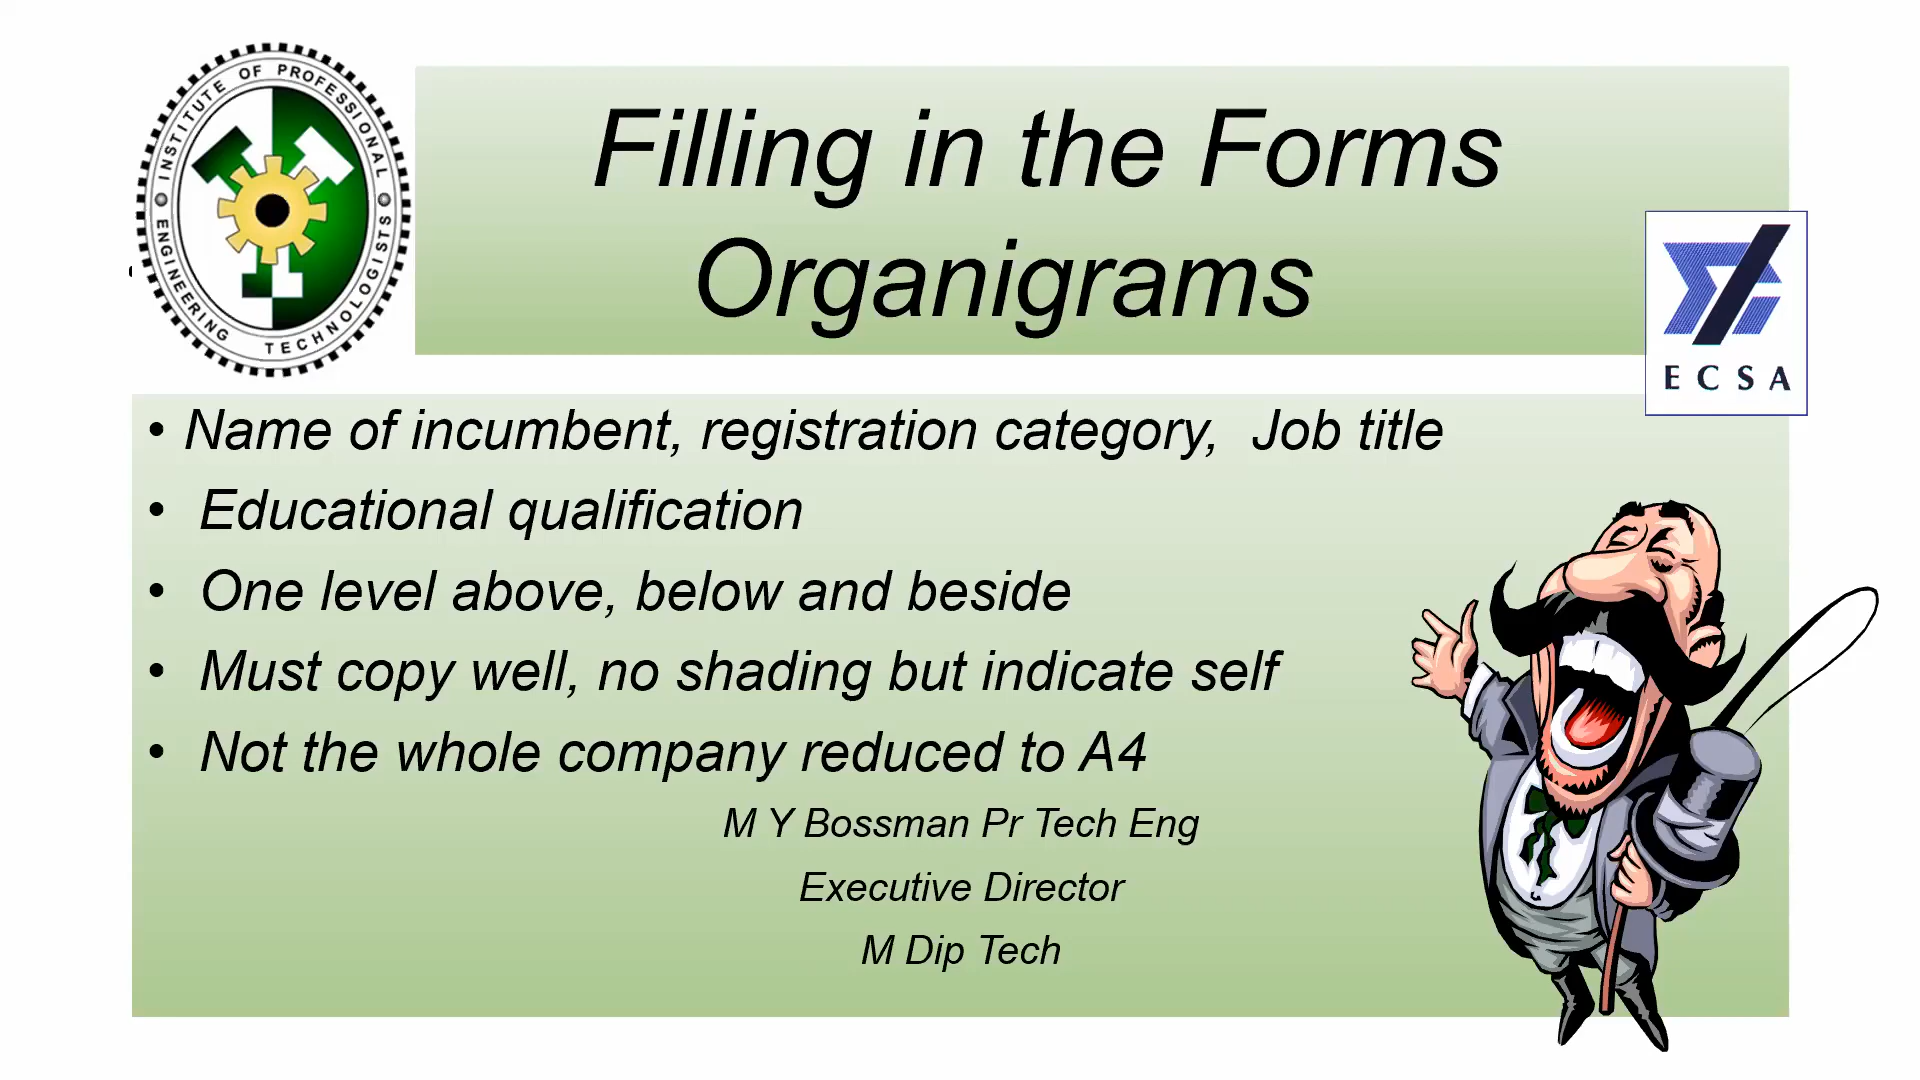 INSTITUTE OF PROFESSIONAL
ENGINEERING TECHNOLOGISTS
Filling in the Forms
Organigrams
ECSA
• Name of incumbent, registration category, Job title
• Educational qualification
• One level above, below and beside
• Must copy well, no shading but indicate self
• Not the whole company reduced to A4
M Y Bossman Pr Tech Eng
Executive Director
M Dip Tech